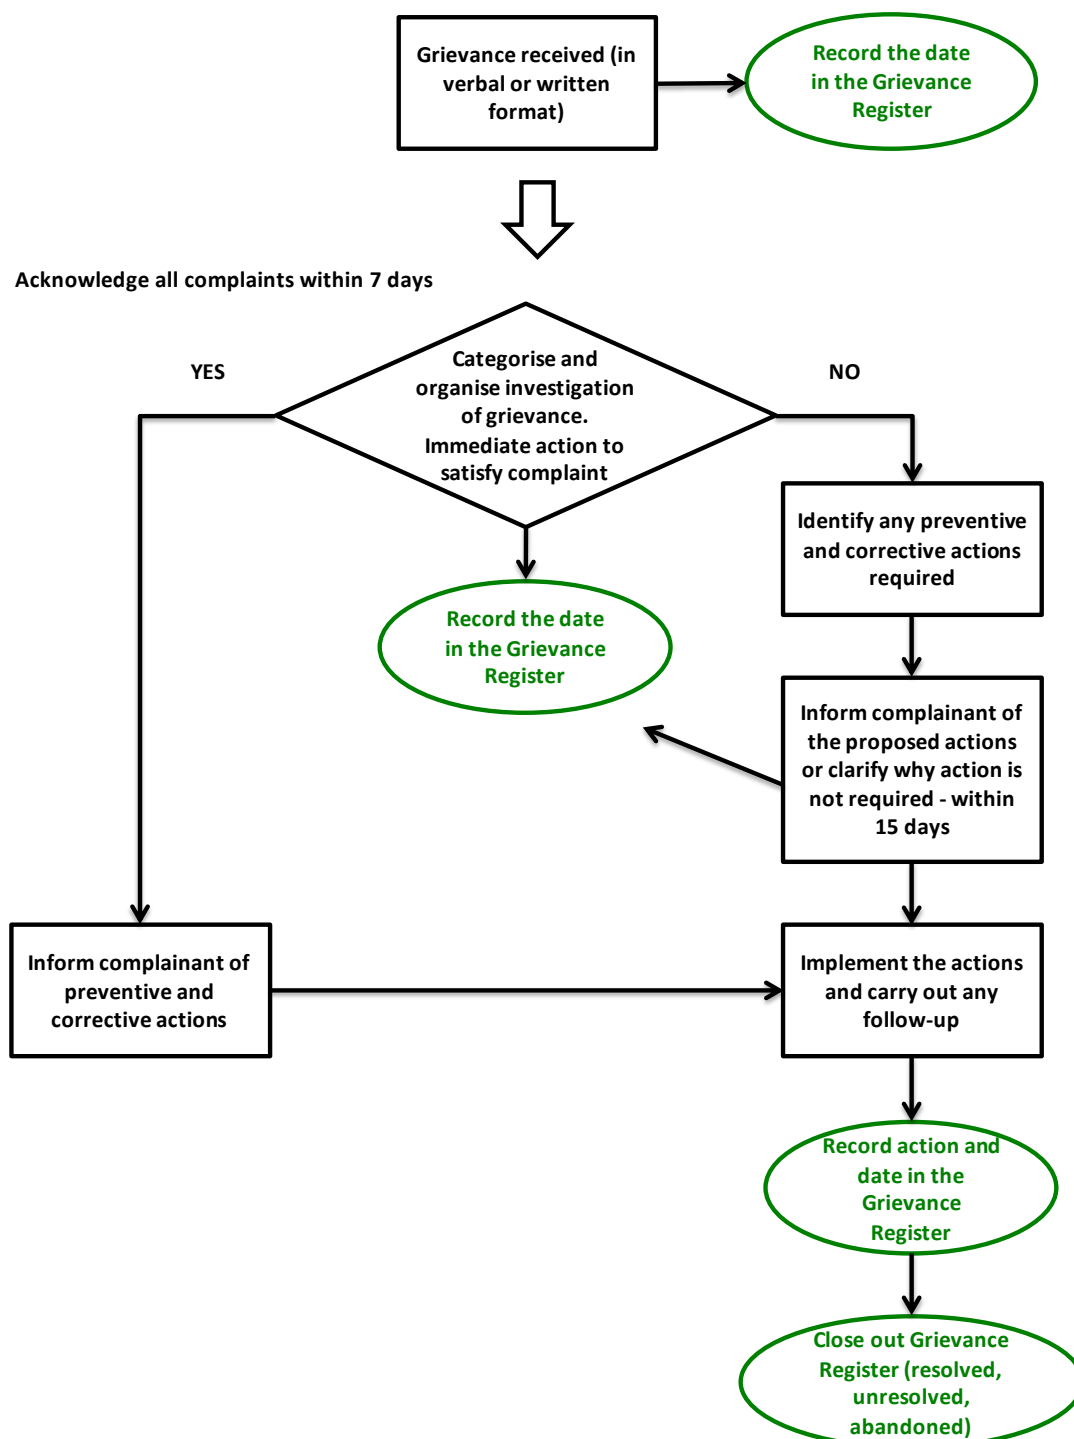 Grievance received (in
verbal or written
format)
Record the date
in the Grievance
Register
Acknowledge all complaints within 7 days
YES
Categorise and
organise investigation
of grievance.
Immediate action to
satisfy complaint
NO
Identify any preventive
and corrective actions
required
Record the date
in the Grievance
Register
Inform complainant of
the proposed actions
or clarify why action is
not required - within
15 days
Inform complainant of
preventive and
corrective actions
Implement the actions
and carry out any
follow-up
Record action and
date in the
Grievance
Register
Close out Grievance
Register (resolved,
unresolved,
abandoned)